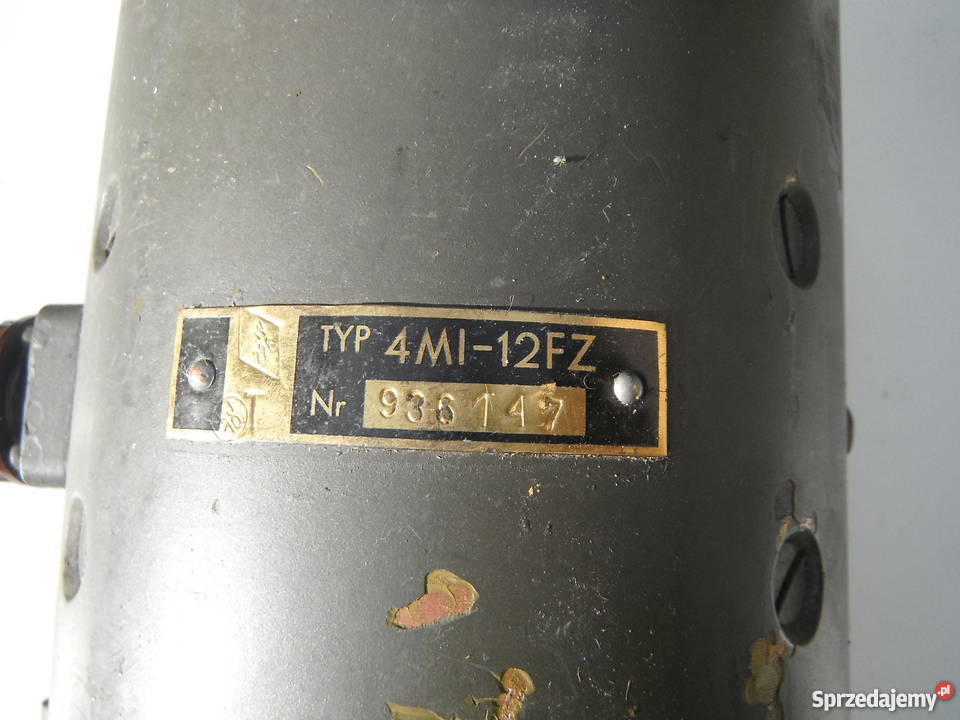 TYP 4MI-12FZ
Nr 936147
Sprzedajemy.pl